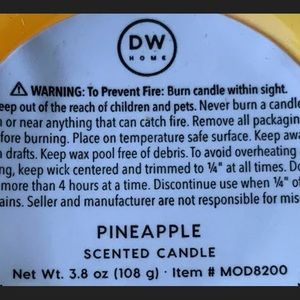 DW
HOME
⚠ WARNING: To Prevent Fire: Burn candle within sight.
eep out of the reach of children and pets. Never burn a candle
n or near anything that can catch fire. Remove all packaging
efore burning. Place on temperature safe surface. Keep away
n drafts. Keep wax pool free of debris. To avoid overheating
ng, keep wick centered and trimmed to ¼" at all times. Do
more than 4 hours at a time. Discontinue use when ¼" of
ains. Seller and manufacturer are not responsible for mis
PINEAPPLE
SCENTED CANDLE
Net Wt. 3.8 oz (108 g) · Item # MOD8200